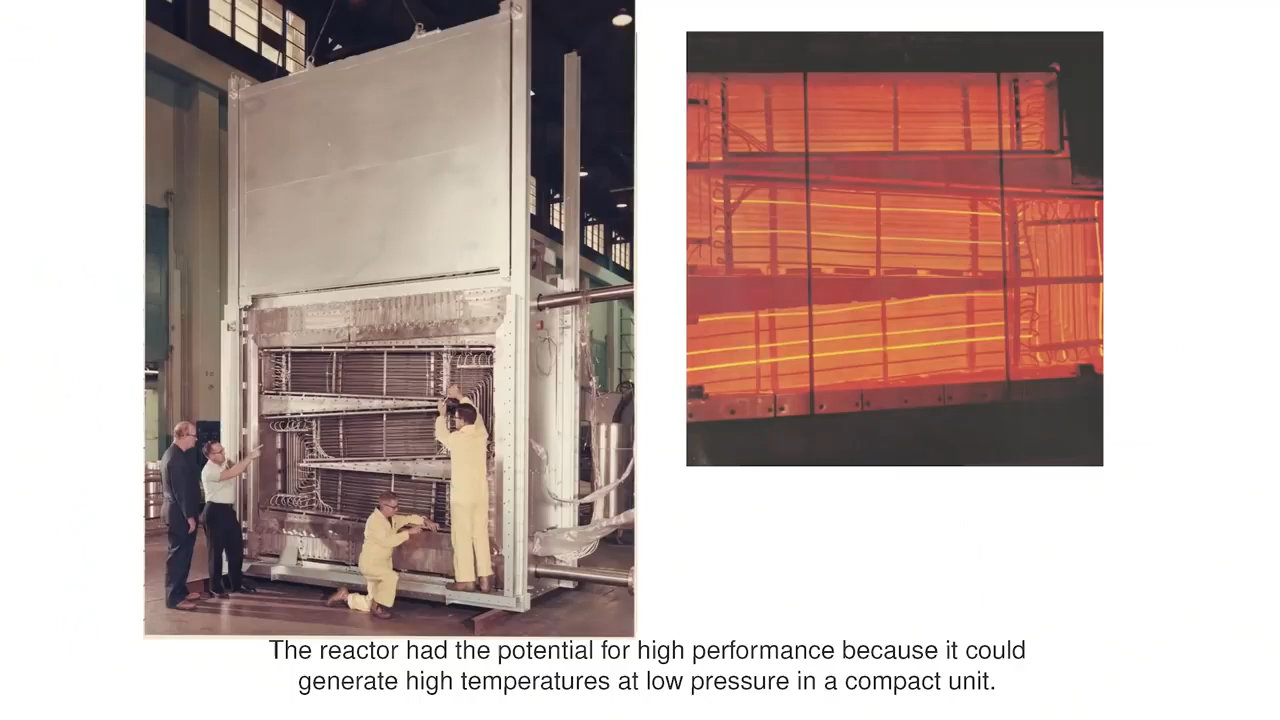 The reactor had the potential for high performance because it could
generate high temperatures at low pressure in a compact unit.